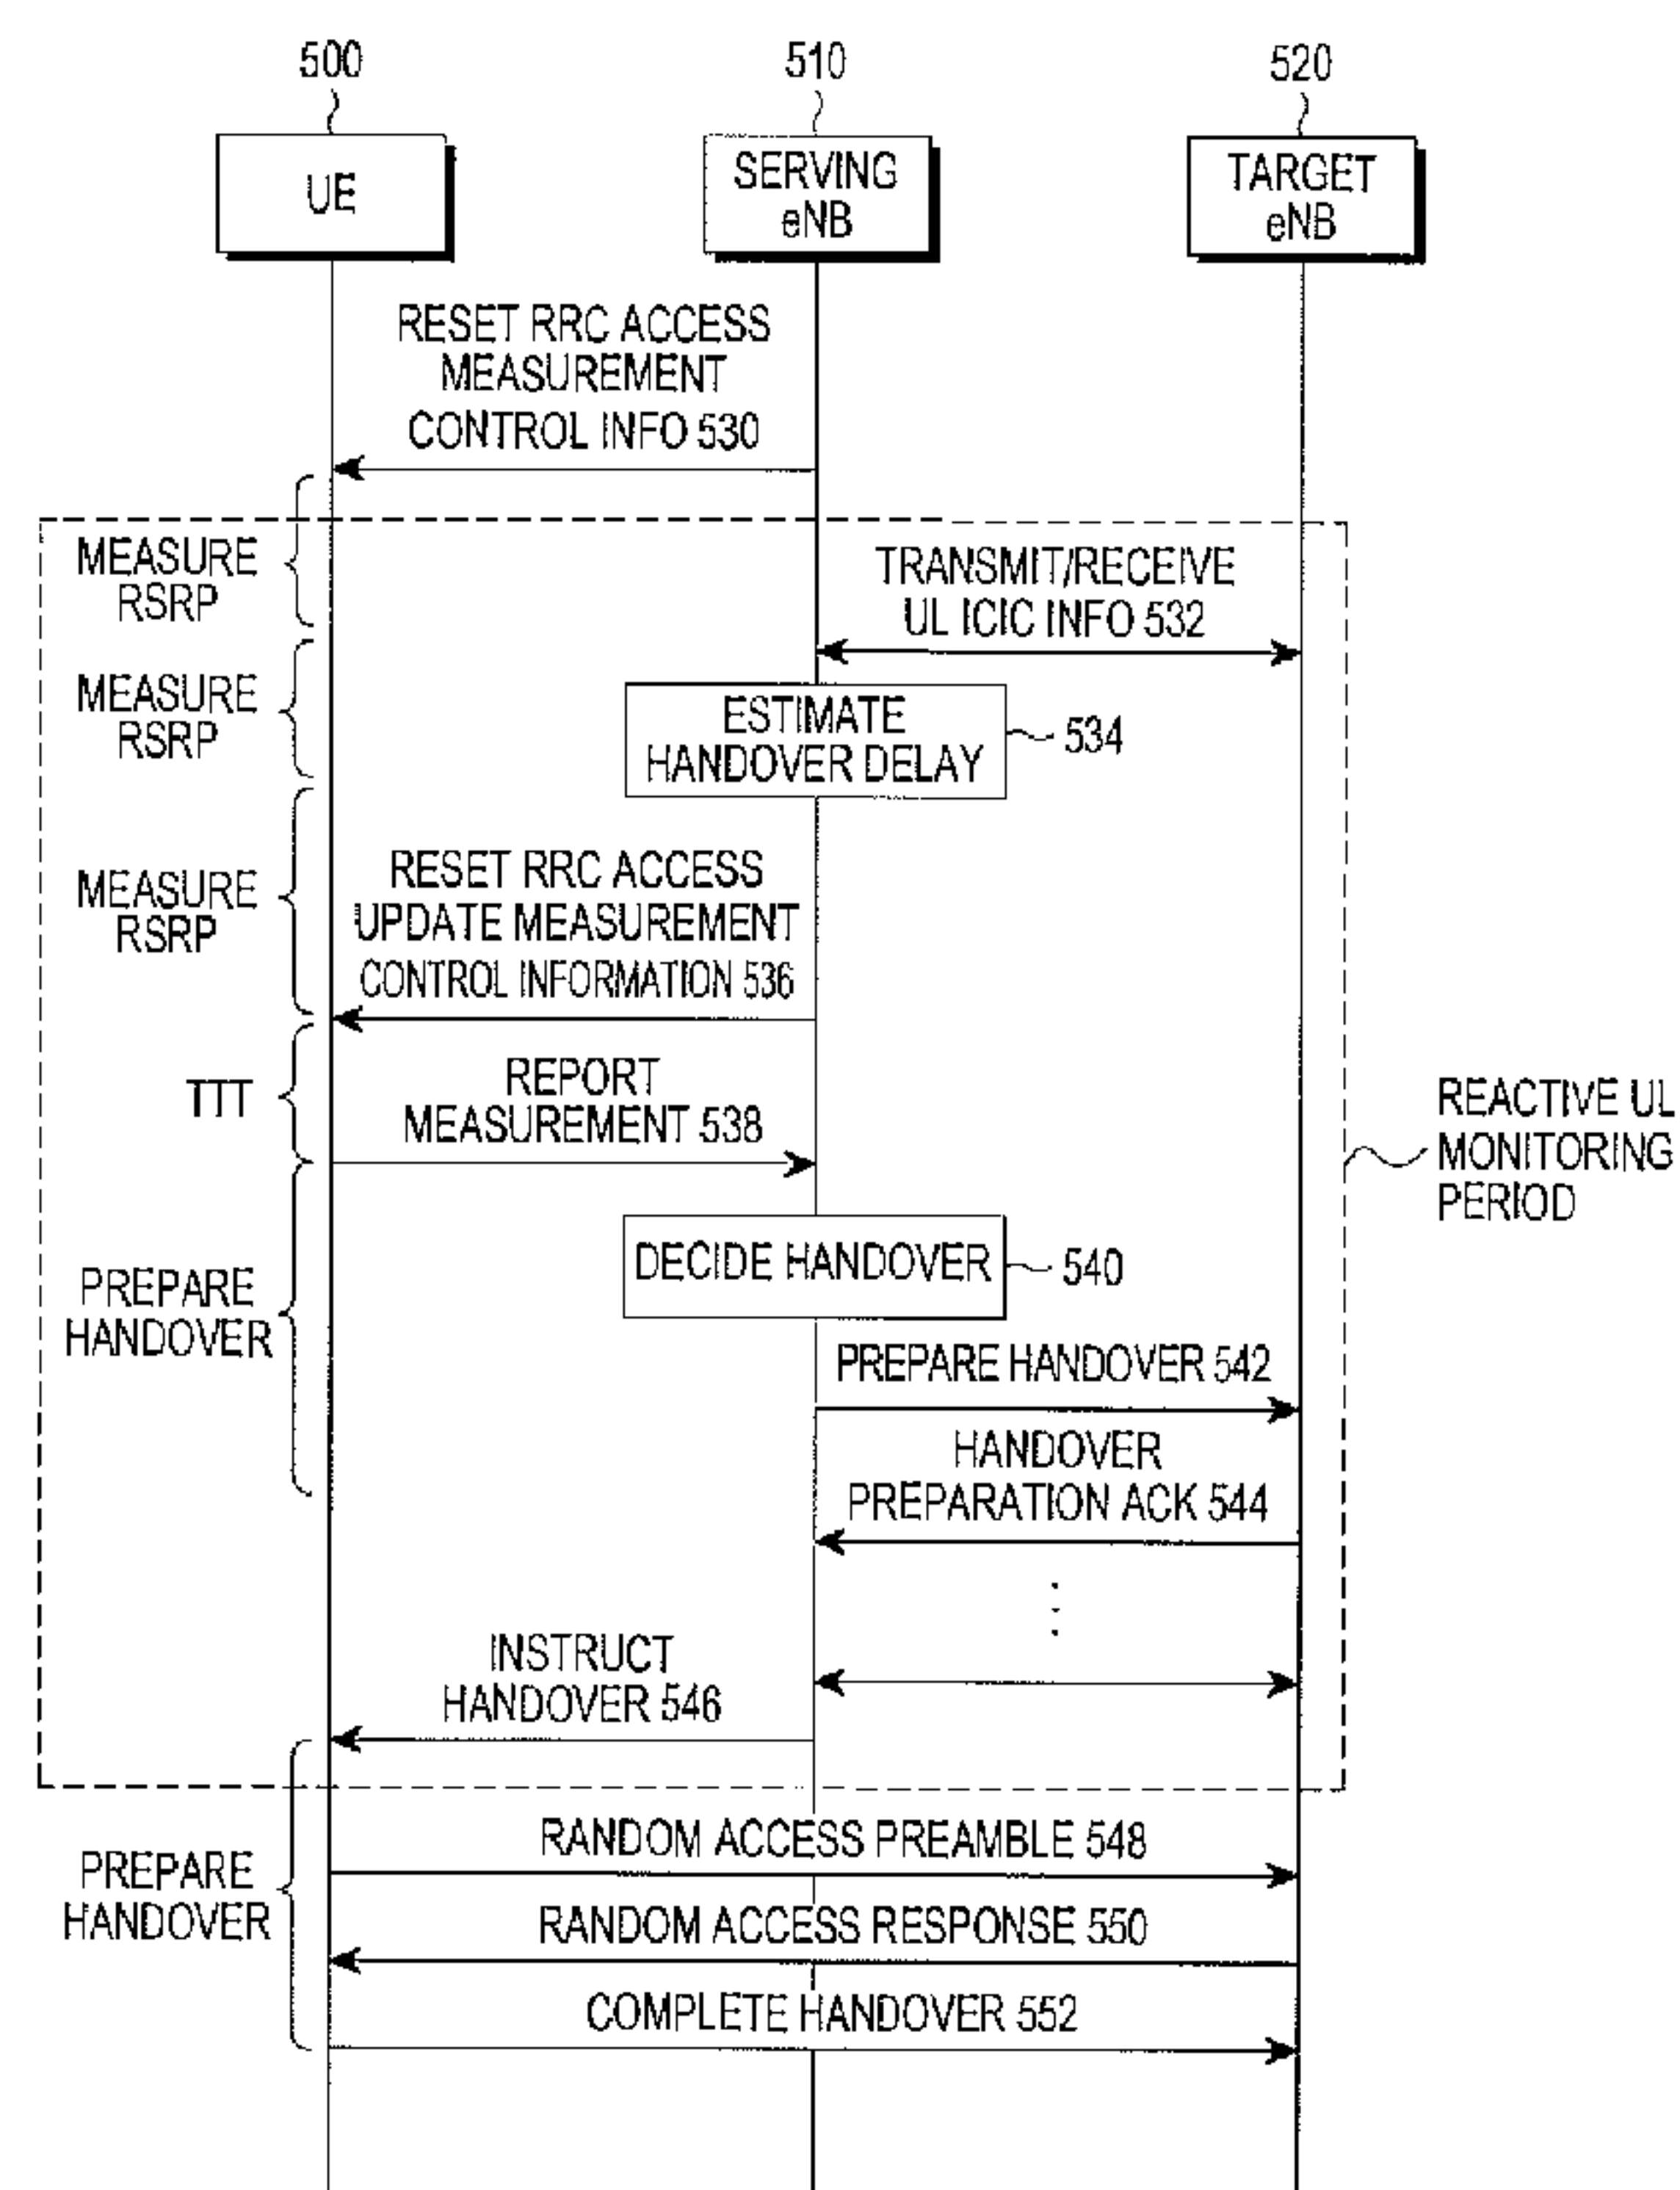 500
510
520
UE
SERVING
eNB
TARGET
eNB
RESET RRC ACCESS
MEASUREMENT
CONTROL INFO 530
MEASURE
RSRP
TRANSMIT/RECEIVE
UL ICIC INFO 532
MEASURE
RSRP
ESTIMATE
HANDOVER DELAY
534
MEASURE
RSRP
RESET RRC ACCESS
UPDATE MEASUREMENT
CONTROL INFORMATION 536
TTT
REPORT
MEASUREMENT 538
REACTIVE UL
MONITORING
PERIOD
DECIDE HANDOVER
540
PREPARE
HANDOVER
PREPARE HANDOVER 542
HANDOVER
PREPARATION ACK 544
INSTRUCT
HANDOVER 546
RANDOM ACCESS PREAMBLE 548
PREPARE
HANDOVER
RANDOM ACCESS RESPONSE 550
COMPLETE HANDOVER 552